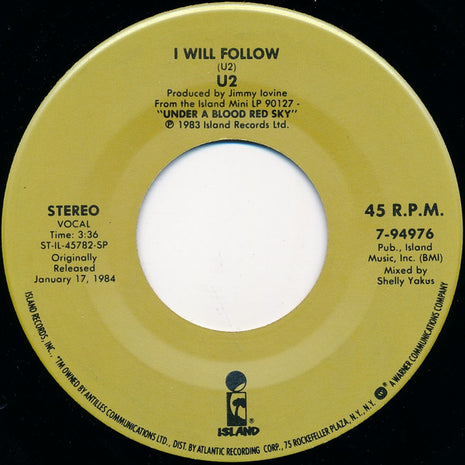 I WILL FOLLOW
(U2)
U2
Produced by Jimmy Iovine
From the Island Mini LP 90127 -
"UNDER A BLOOD RED SKY"
℗ 1983 Island Records Ltd.
STEREO
VOCAL
Time: 3:36
ST-IL-45782-SP
Originally
Released
January 17, 1984
45 R.P.M.
7-94976
Pub., Island
Music, Inc. (BMI)
Mixed by
Shelly Yakus
ISLAND®
ISLAND RECORDS, INC., "TM OWNED BY ANTILLES COMMUNICATIONS LTD., DIST. BY ATLANTIC RECORDING CORP., 75 ROCKEFELLER PLAZA, N.Y., N.Y. A WARNER COMMUNICATIONS COMPANY